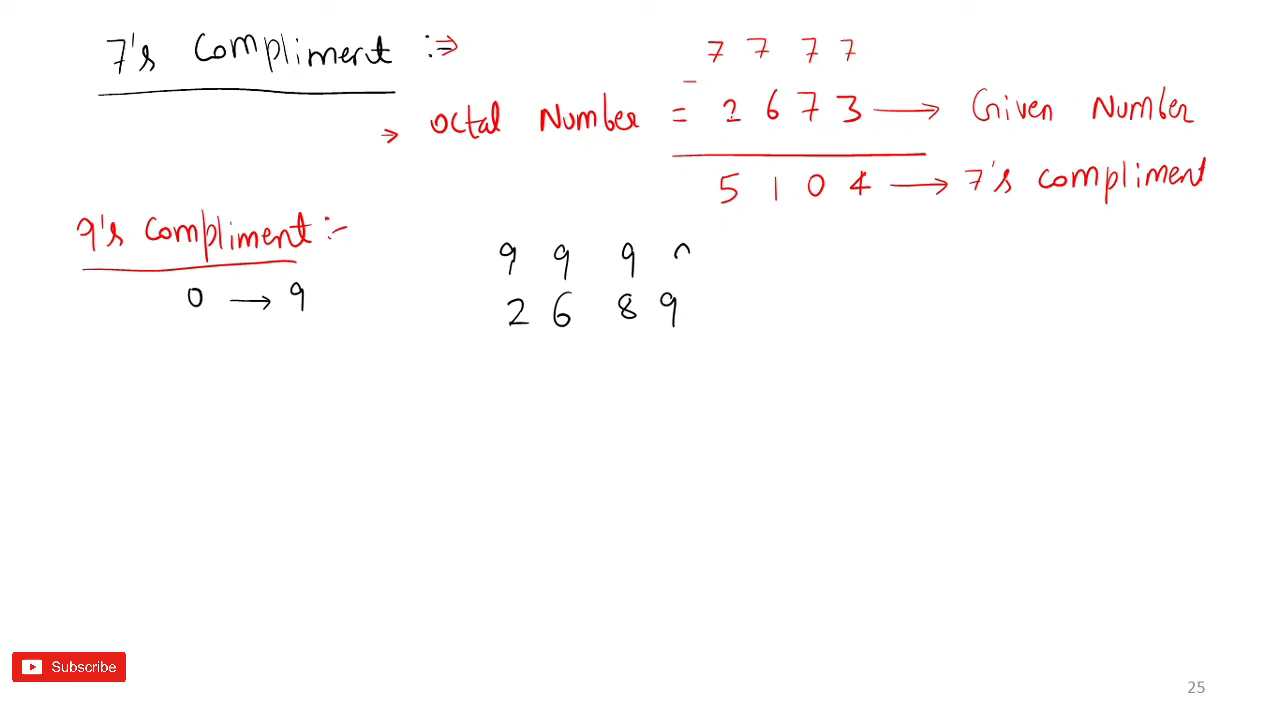 7's Compliment :⇒
7 7 7 7
⇒ Octal Number = 2 6 7 3 → Given Number
5 1 0 4 → 7's compliment
9's Compliment :-
0 → 9
9 9 9
2 6 8 9
Subscribe
25